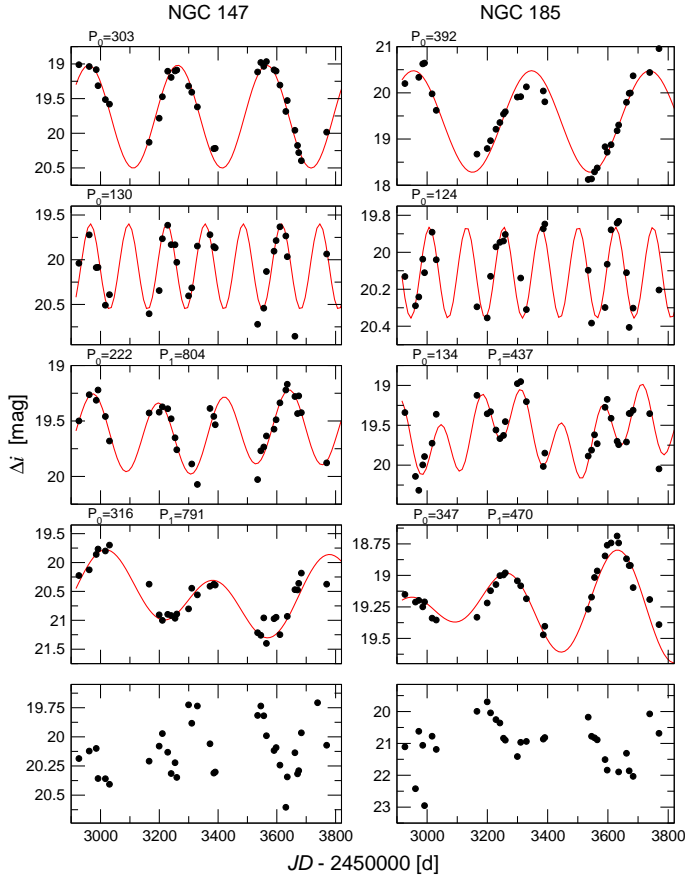 NGC 147
NGC 185
P0=303
P0=392
19
19.5
20
20.5
21
20
19
18
P0=130
P0=124
19.5
20
20.5
19.8
20
20.2
20.4
P0=222 P1=804
P0=134 P1=437
19
19.5
20
19
19.5
20
Δi [mag]
P0=316 P1=791
P0=347 P1=470
19.5
20
20.5
21
21.5
18.75
19
19.25
19.5
19.75
20
20.25
20.5
20
21
22
23
3000 3200 3400 3600 3800
3000 3200 3400 3600 3800
JD - 2450000 [d]